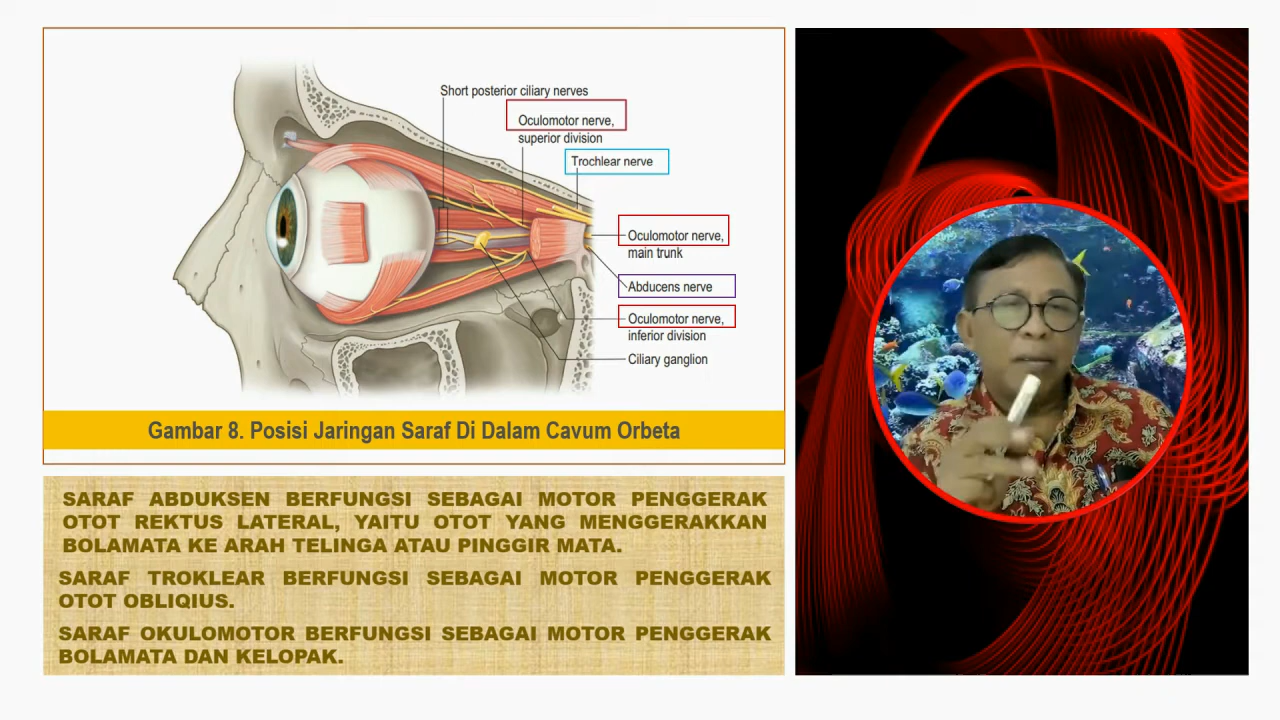 Short posterior ciliary nerves
Oculomotor nerve,
superior division
Trochlear nerve
Oculomotor nerve,
main trunk
Abducens nerve
Oculomotor nerve,
inferior division
Ciliary ganglion
Gambar 8. Posisi Jaringan Saraf Di Dalam Cavum Orbeta
SARAF ABDUKSEN BERFUNGSI SEBAGAI MOTOR PENGGERAK
OTOT REKTUS LATERAL, YAITU OTOT YANG MENGGERAKKAN
BOLAMATA KE ARAH TELINGA ATAU PINGGIR MATA.
SARAF TROKLEAR BERFUNGSI SEBAGAI MOTOR PENGGERAK
OTOT OBLIQIUS.
SARAF OKULOMOTOR BERFUNGSI SEBAGAI MOTOR PENGGERAK
BOLAMATA DAN KELOPAK.